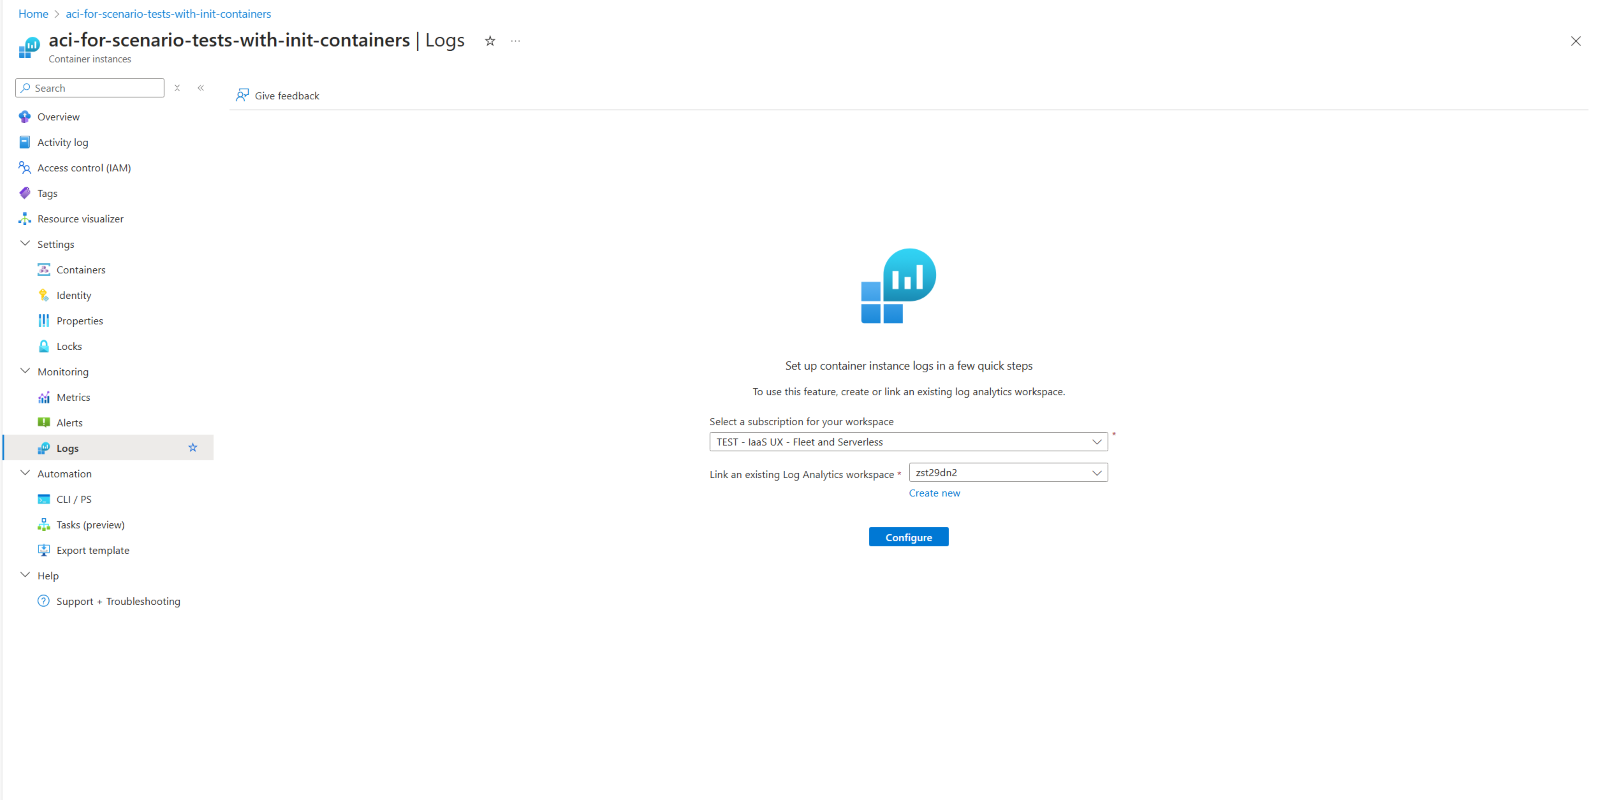 Home > aci-for-scenario-tests-with-init-containers
aci-for-scenario-tests-with-init-containers | Logs
Container instances
Search
Give feedback
Overview
Activity log
Access control (IAM)
Tags
Resource visualizer
Settings
Containers
Identity
Properties
Locks
Monitoring
Metrics
Alerts
Logs
Automation
CLI / PS
Tasks (preview)
Export template
Help
Support + Troubleshooting
Set up container instance logs in a few quick steps
To use this feature, create or link an existing log analytics workspace.
Select a subscription for your workspace
TEST - IaaS UX - Fleet and Serverless *
Link an existing Log Analytics workspace * zst29dn2
Create new
Configure